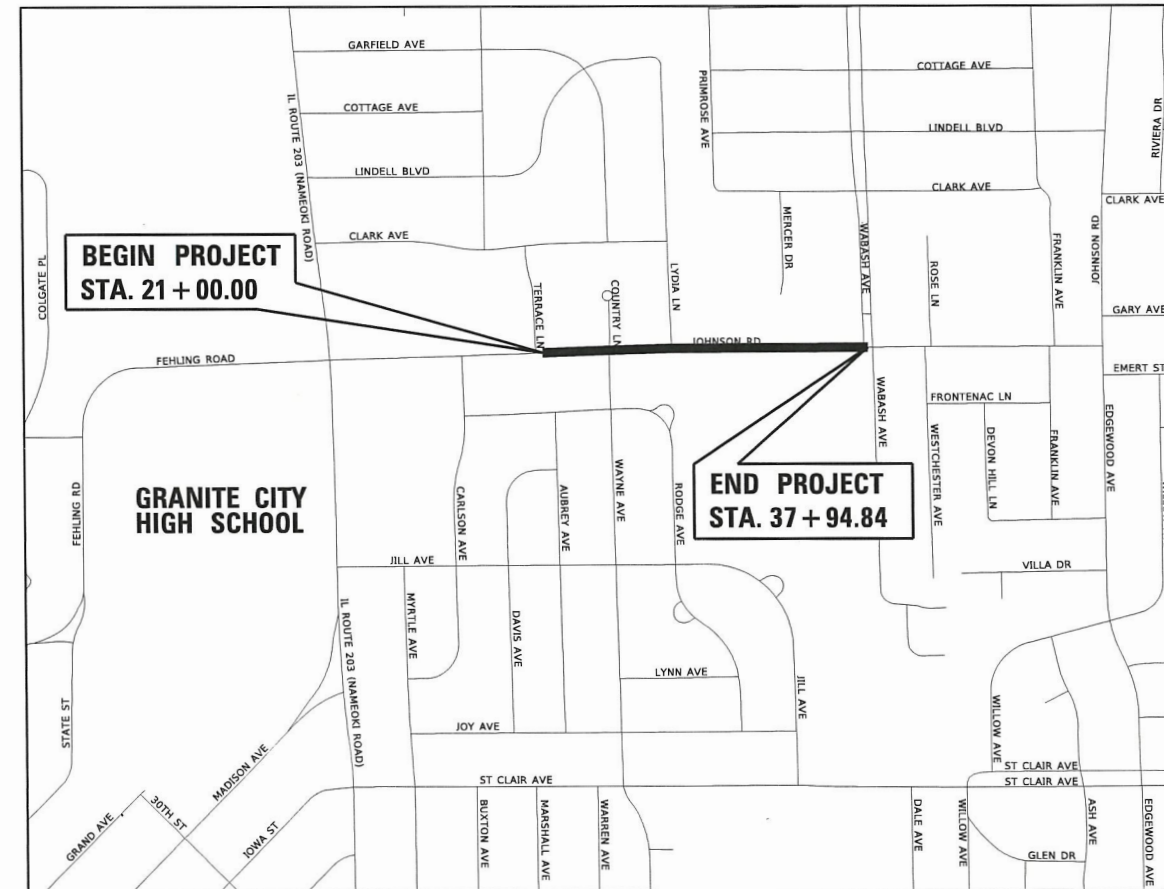 GARFIELD AVE
COTTAGE AVE
COTTAGE AVE
LINDELL BLVD
LINDELL BLVD
CLARK AVE
CLARK AVE
CLARK AVE
IL ROUTE 203 (NAMEOKI ROAD)
PRIMROSE AVE
RIVIERA DR
MERCER DR
WABASH AVE
ROSE LN
FRANKLIN AVE
JOHNSON RD
COLGATE PL
BEGIN PROJECT
STA. 21+00.00
TERRACE LN
COUNTRY LN
LYDIA LN
GARY AVE
JOHNSON RD
FEHLING ROAD
EMERT ST
FRONTENAC LN
WABASH AVE
WESTCHESTER AVE
DEVON HILL LN
FRANKLIN AVE
EDGEWOOD AVE
GRANITE CITY
HIGH SCHOOL
FEHLING RD
CARLSON AVE
AUBREY AVE
WAYNE AVE
RODGE AVE
END PROJECT
STA. 37+94.84
JILL AVE
VILLA DR
IL ROUTE 203 (NAMEOKI ROAD)
MYRTLE AVE
DAVIS AVE
LYNN AVE
JILL AVE
STATE ST
JOY AVE
WILLOW AVE
MADISON AVE
ST CLAIR AVE
ST CLAIR AVE
ST CLAIR AVE
GRAND AVE
30TH ST
IOWA ST
BUXTON AVE
MARSHALL AVE
WARREN AVE
DALE AVE
WILLOW AVE
ASH AVE
EDGEWOOD AVE
GLEN DR